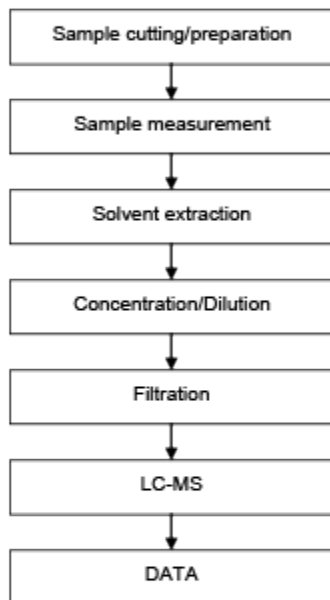 Sample cutting/preparation
Sample measurement
Solvent extraction
Concentration/Dilution
Filtration
LC-MS
DATA